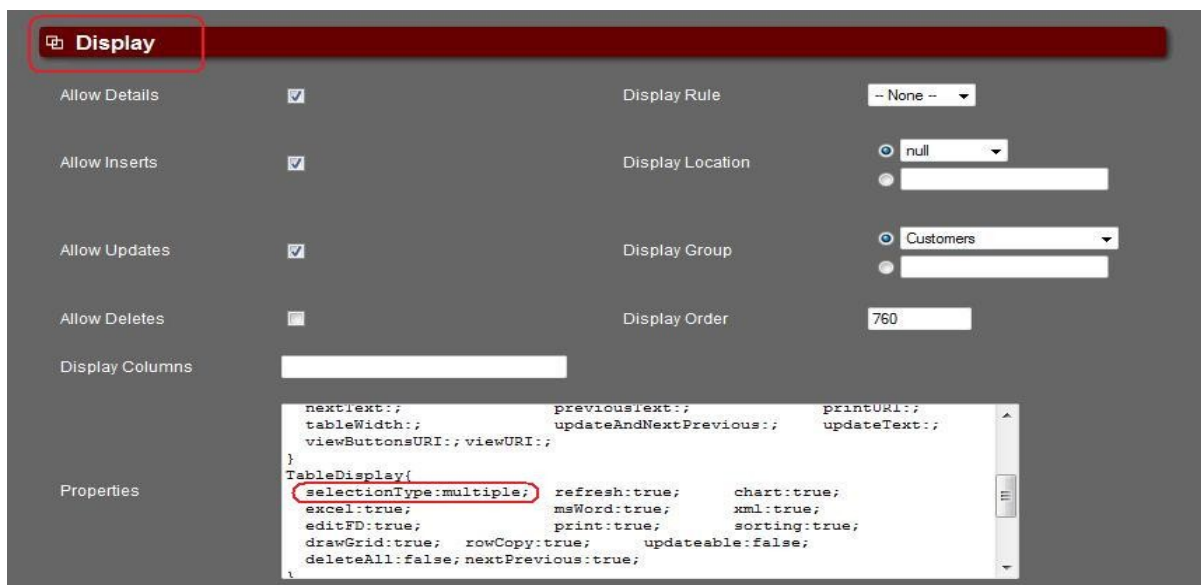 Display
Allow Details Display Rule -- None --
Allow Inserts Display Location null
Allow Updates Display Group Customers
Allow Deletes Display Order 760
Display Columns
Properties
nextText:; previousText:; printURI:;
tableWidth:; updateAndNextPrevious:; updateText:;
viewButtonsURI:; viewURI:;
}
TableDisplay{
selectionType:multiple; refresh:true; chart:true;
excel:true; msWord:true; xml:true;
editFD:true; print:true; sorting:true;
drawGrid:true; rowCopy:true; updateable:false;
deleteAll:false; nextPrevious:true;
}